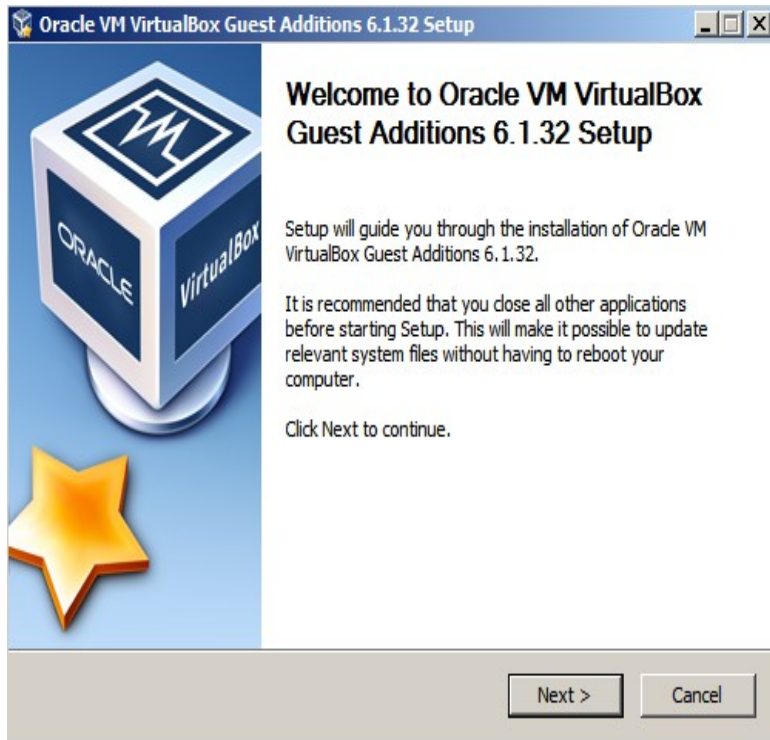 Oracle VM VirtualBox Guest Additions 6.1.32 Setup
ORACLE
VirtualBox
Welcome to Oracle VM VirtualBox
Guest Additions 6.1.32 Setup
Setup will guide you through the installation of Oracle VM
VirtualBox Guest Additions 6.1.32.
It is recommended that you close all other applications
before starting Setup. This will make it possible to update
relevant system files without having to reboot your
computer.
Click Next to continue.
Next >
Cancel